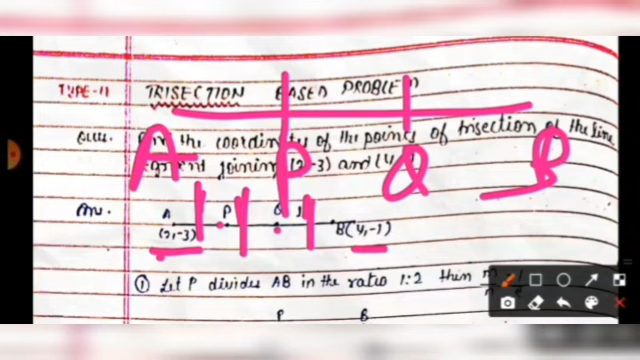 TYPE-II TRISECTION BASED PROBLEM
Ques. the coordinates of the points of trisection of the line
segment joining (2,-3) and (4,
A P Q B
Ans. A P Q
(2,-3) B(4,-1)
① Let P divides AB in the ratio 1:2 then m/n
P B